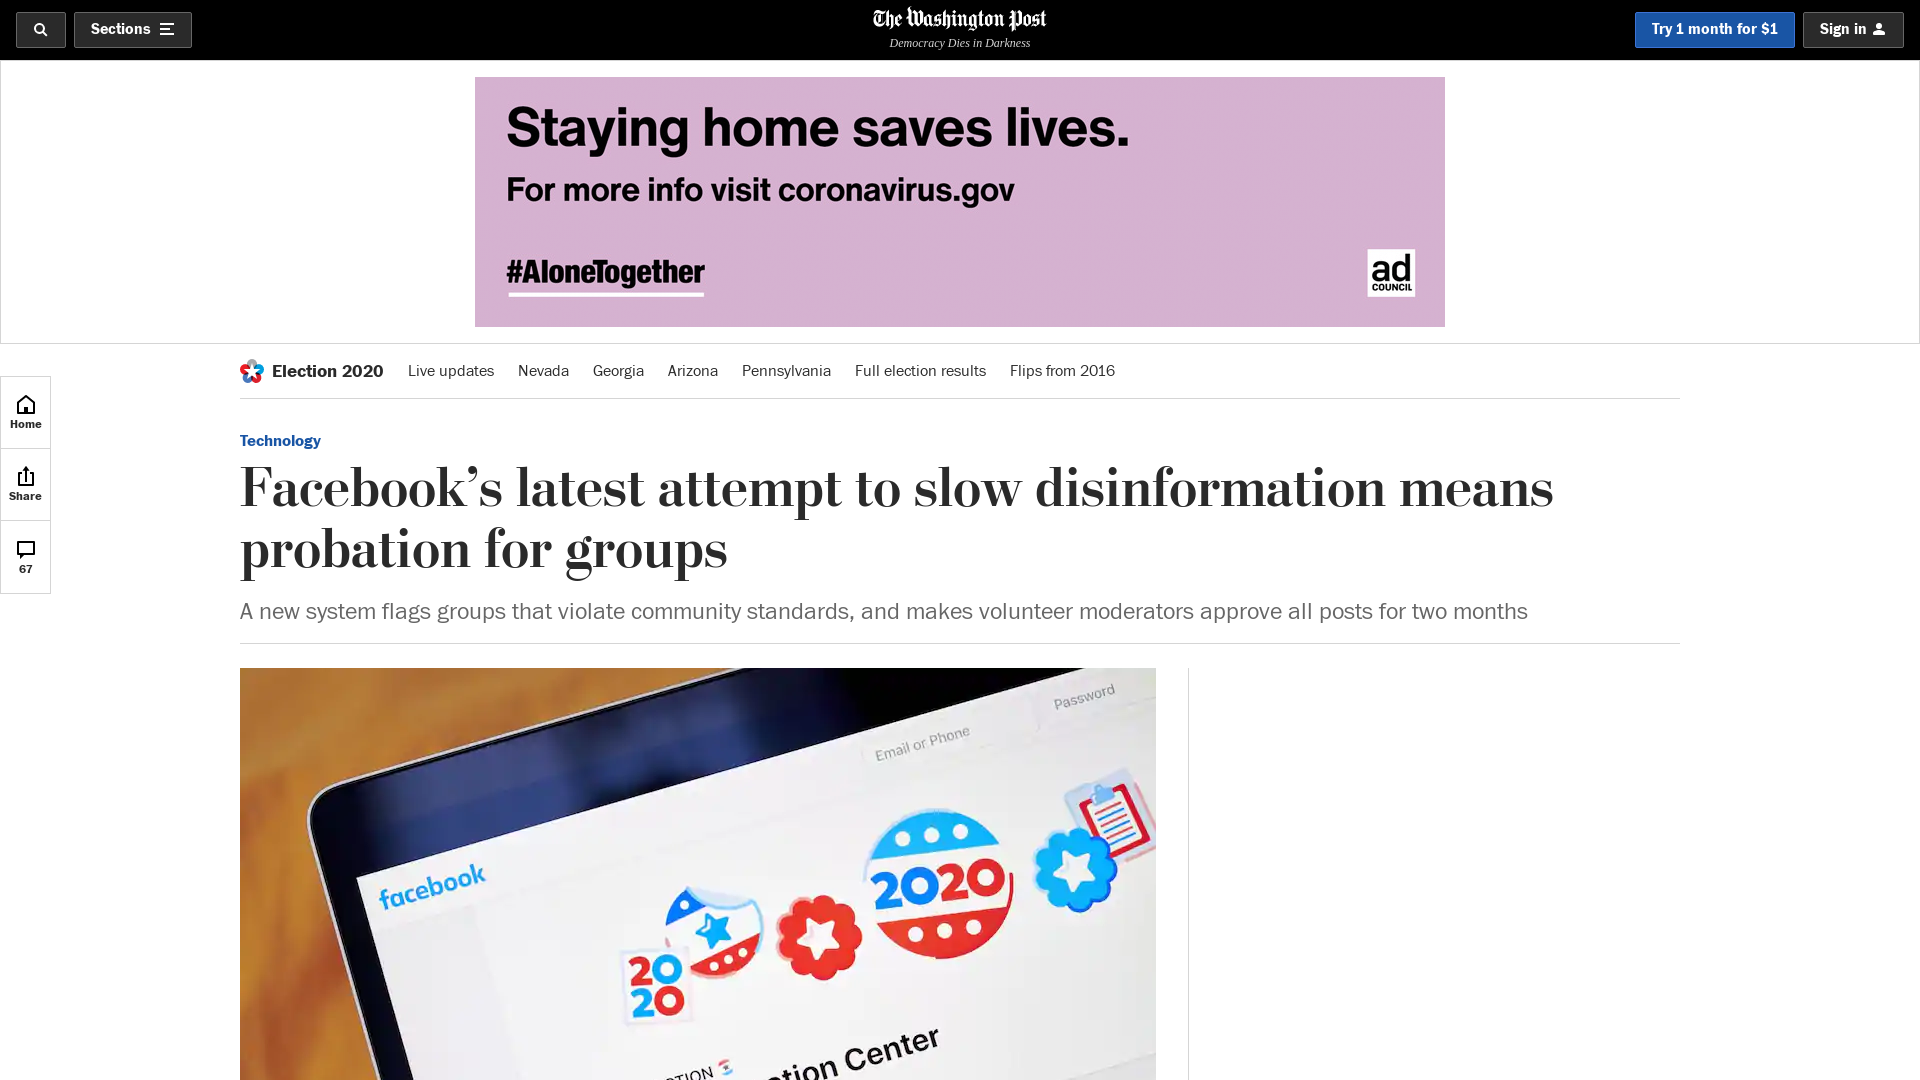 Sections
The Washington Post
Democracy Dies in Darkness
Try 1 month for $1
Sign in
Staying home saves lives.
For more info visit coronavirus.gov
#AloneTogether
ad
COUNCIL
Election 2020
Live updates
Nevada
Georgia
Arizona
Pennsylvania
Full election results
Flips from 2016
Home
Share
67
Technology
Facebook’s latest attempt to slow disinformation means
probation for groups
A new system flags groups that violate community standards, and makes volunteer moderators approve all posts for two months
Password
Email or Phone
facebook
2020
20
20
Center